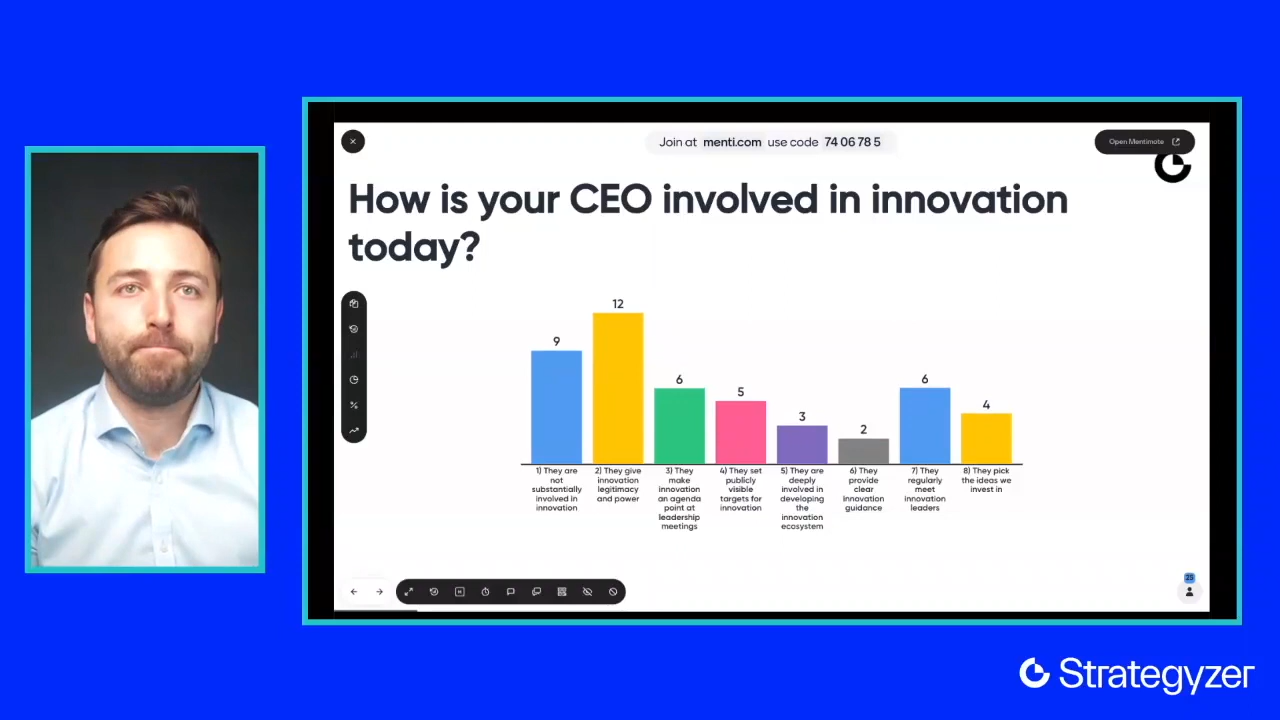 Join at menti.com use code 74 06 78 5
Open Mentimote
How is your CEO involved in innovation
today?
9
12
6
5
3
2
6
4
1) They are
not
substantially
involved in
innovation
2) They give
innovation
legitimacy
and power
3) They
make
innovation
an agenda
point at
leadership
meetings
4) They set
publicly
visible
targets for
innovation
5) They are
deeply
involved in
developing
the
innovation
ecosystem
6) They
provide
clear
innovation
guidance
7) They
regularly
meet
innovation
leaders
8) They pick
the ideas we
invest in
25
Strategyzer